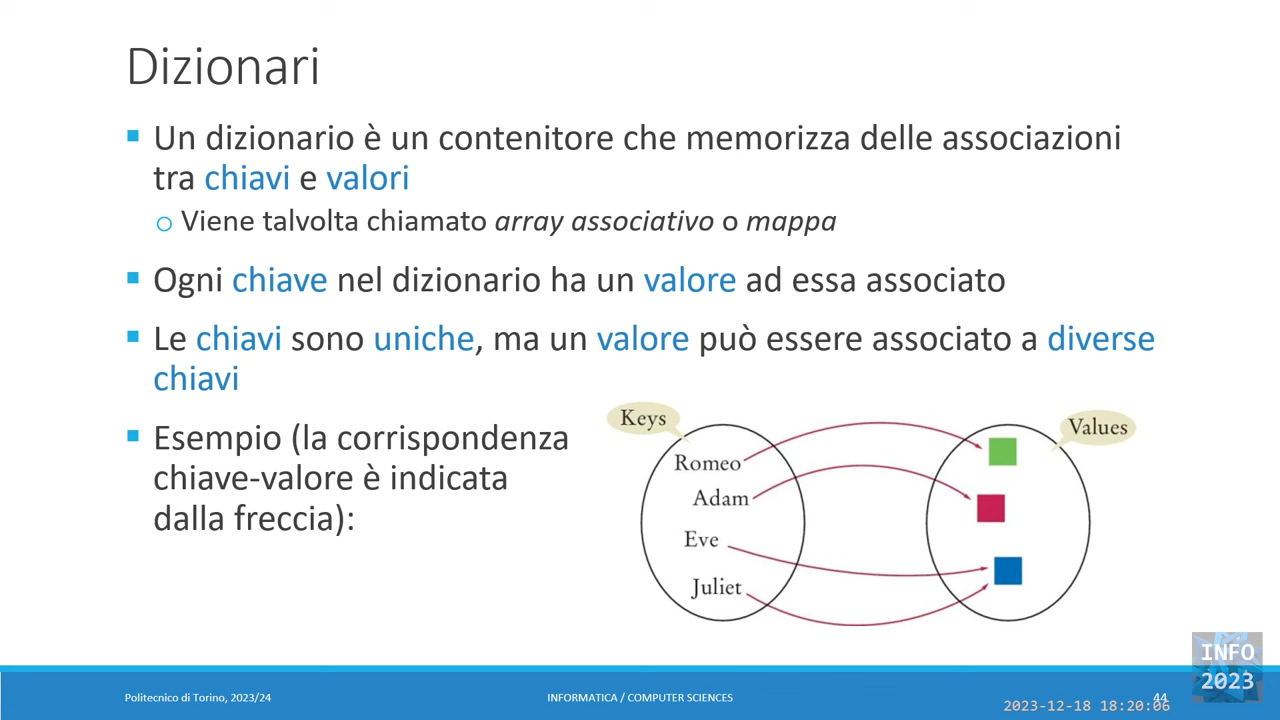 Dizionari
Un dizionario è un contenitore che memorizza delle associazioni
tra chiavi e valori
Viene talvolta chiamato array associativo o mappa
Ogni chiave nel dizionario ha un valore ad essa associato
Le chiavi sono uniche, ma un valore può essere associato a diverse
chiavi
Esempio (la corrispondenza
chiave-valore è indicata
dalla freccia):
Keys
Values
Romeo
Adam
Eve
Juliet
INFO
2023
Politecnico di Torino, 2023/24
INFORMATICA / COMPUTER SCIENCES
44
2023-12-18 18:20:06